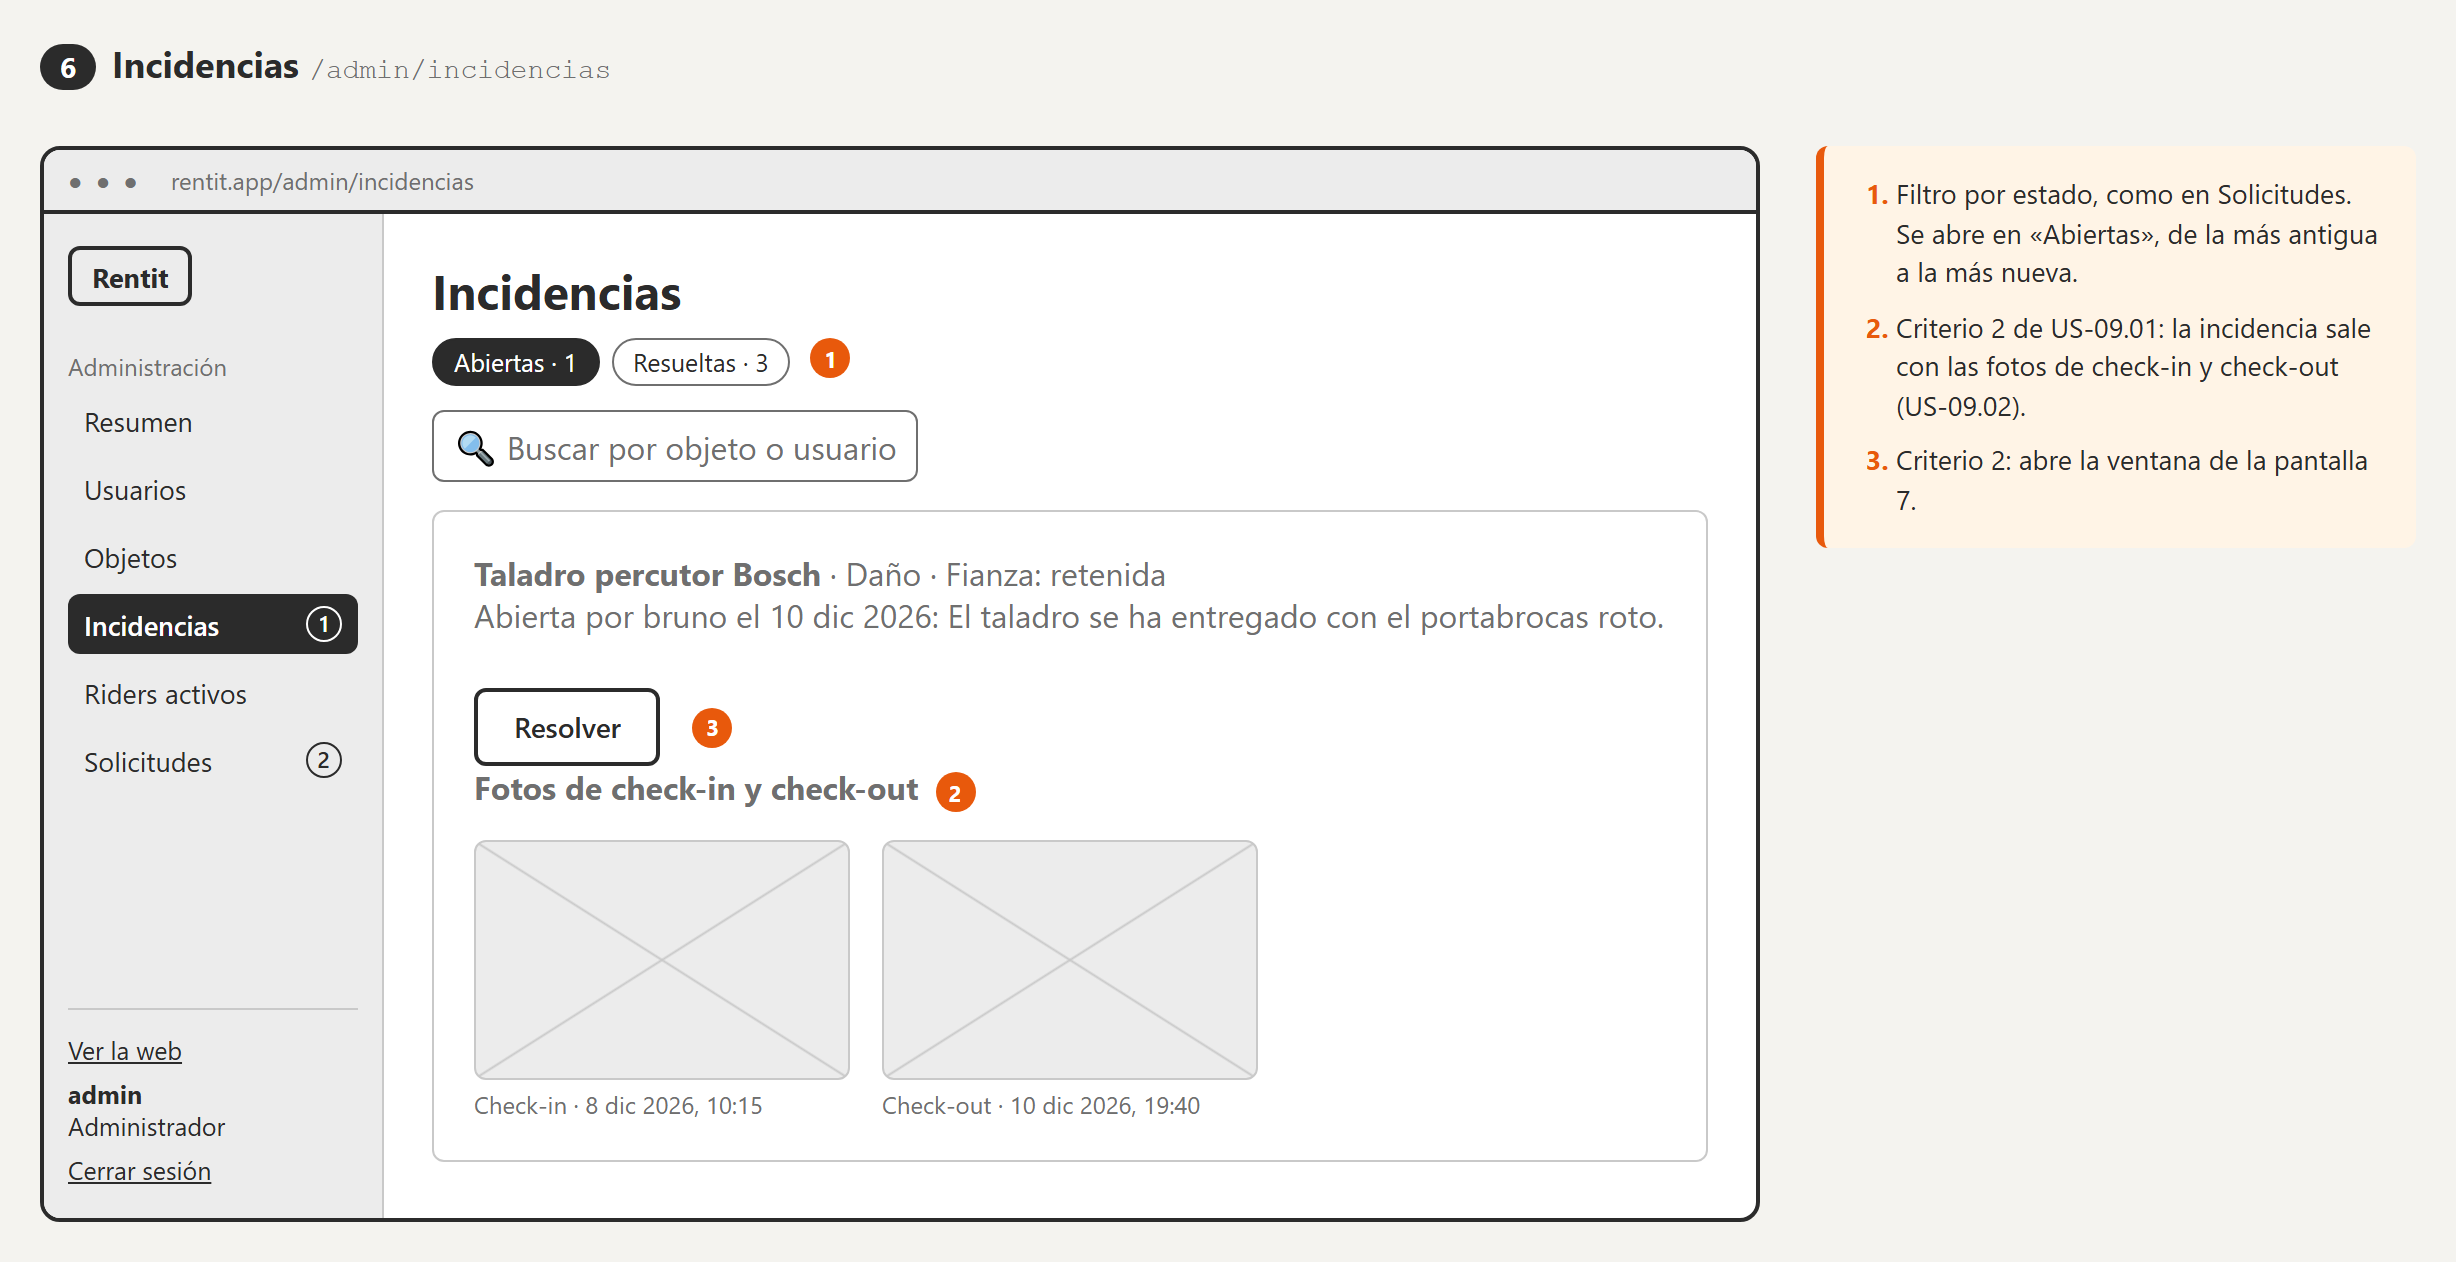 6 Incidencias /admin/incidencias
rentit.app/admin/incidencias
Rentit
Administración
Resumen
Usuarios
Objetos
Incidencias 1
Riders activos
Solicitudes 2
Ver la web
admin
Administrador
Cerrar sesión
Incidencias
Abiertas · 1 Resueltas · 3 1
Buscar por objeto o usuario
Taladro percutor Bosch · Daño · Fianza: retenida
Abierta por bruno el 10 dic 2026: El taladro se ha entregado con el portabrocas roto.
Resolver 3
Fotos de check-in y check-out 2
Check-in · 8 dic 2026, 10:15 Check-out · 10 dic 2026, 19:40
1. Filtro por estado, como en Solicitudes.
Se abre en «Abiertas», de la más antigua
a la más nueva.
2. Criterio 2 de US-09.01: la incidencia sale
con las fotos de check-in y check-out
(US-09.02).
3. Criterio 2: abre la ventana de la pantalla
7.